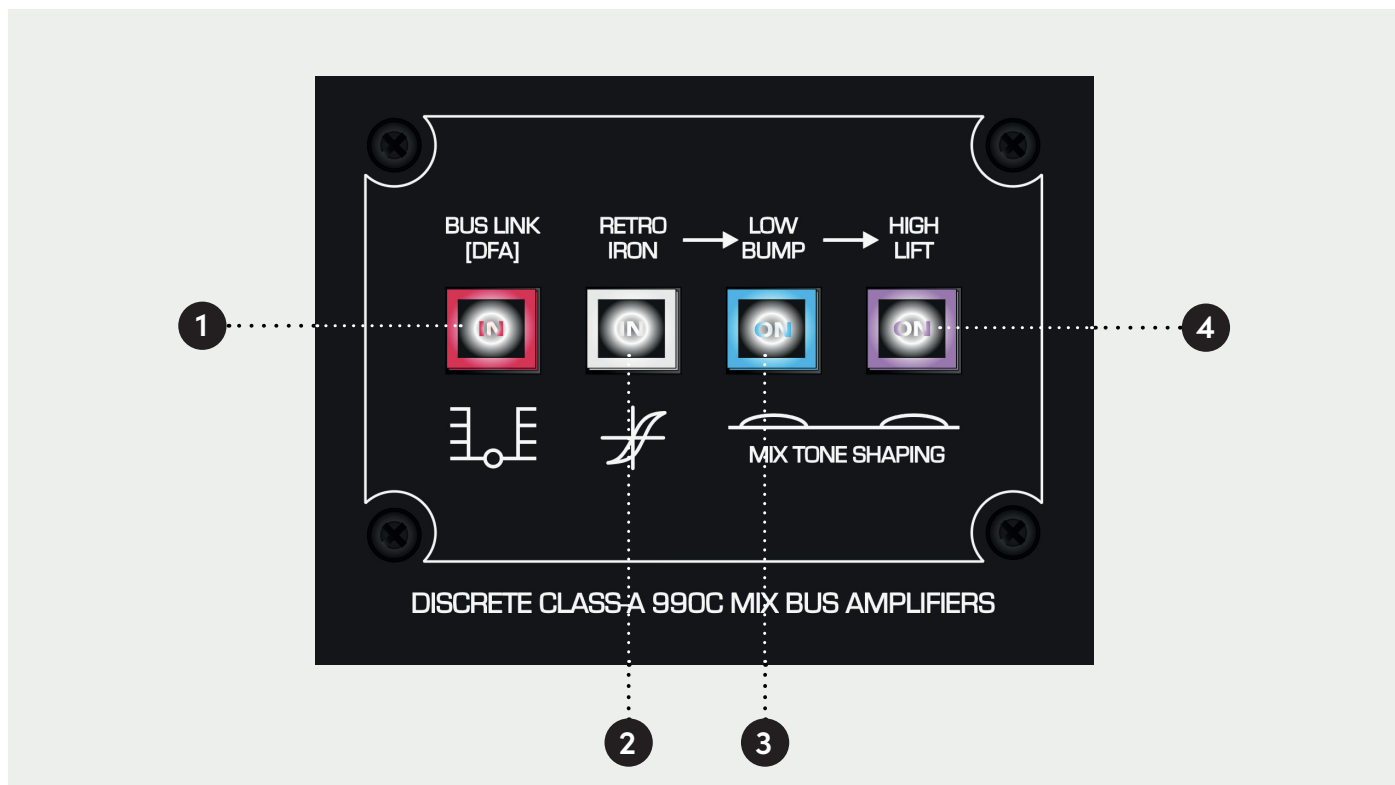 BUS LINK
[DFA]
RETRO
IRON
LOW
BUMP
HIGH
LIFT
1
IN
IN
ON
ON
4
MIX TONE SHAPING
DISCRETE CLASS-A 990C MIX BUS AMPLIFIERS
2
3